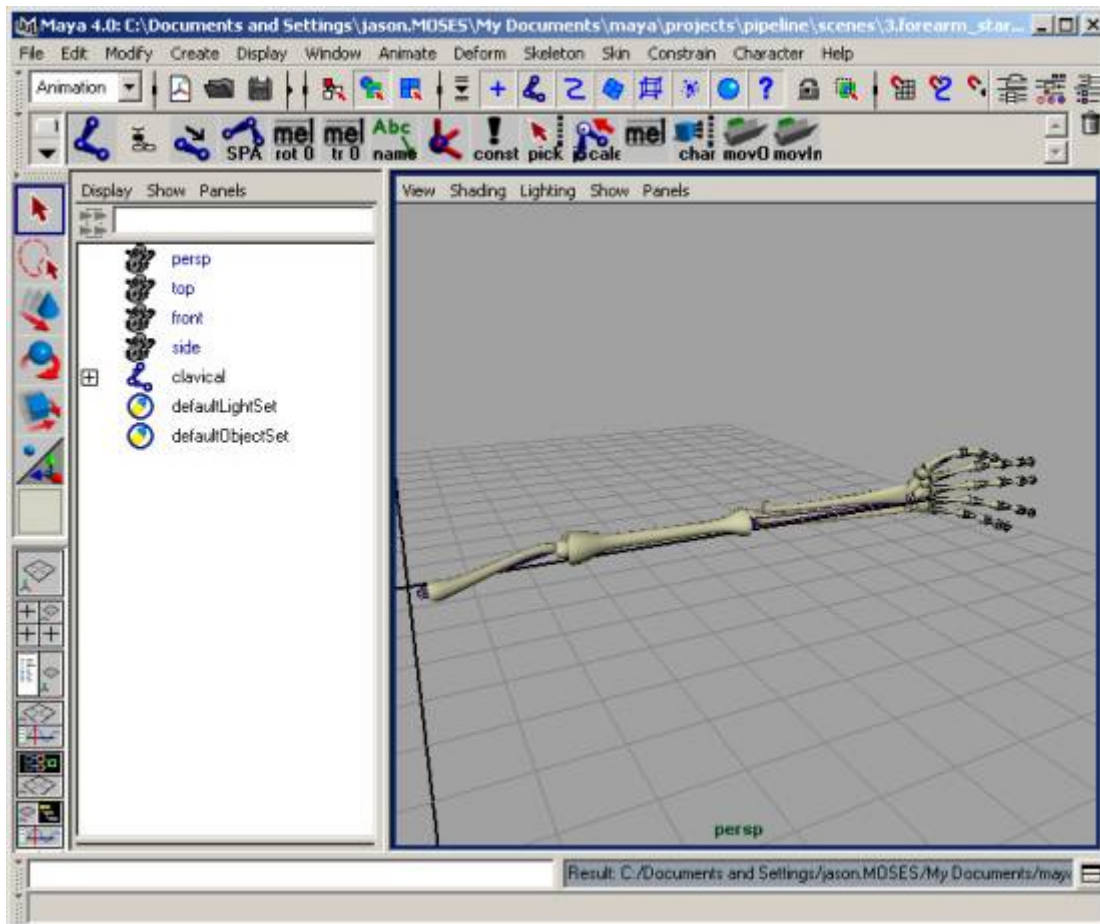 Maya 4.0: C:\Documents and Settings\jason.MOSES\My Documents\maya\projects\pipeline\scenes\3.forearm_star...
File Edit Modify Create Display Window Animate Deform Skeleton Skin Constrain Character Help
Animation
SPA mel rot 0 mel tr 0 Abc name ! const pick mel char mov0 movIn
Display Show Panels
View Shading Lighting Show Panels
persp
top
front
side
clavical
defaultLightSet
defaultObjectSet
persp
Result: C:/Documents and Settings/jason.MOSES/My Documents/maya